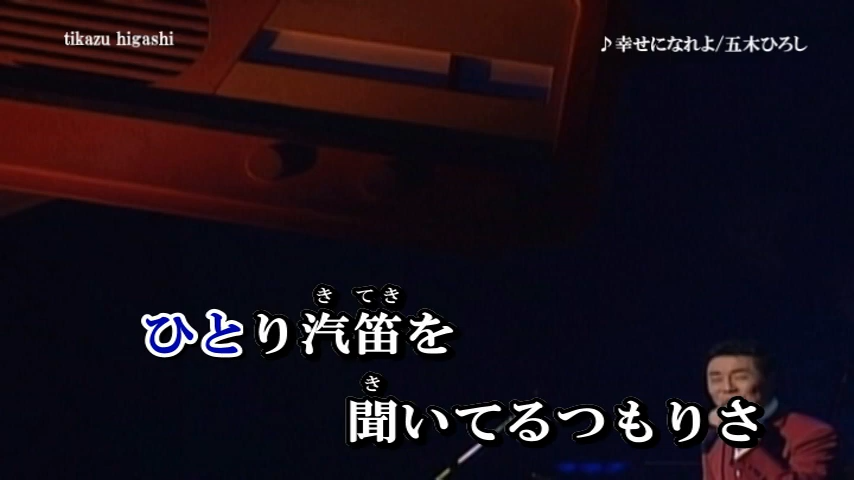 tikazu higashi
♪幸せになれよ/五木ひろし
きてき
ひとり汽笛を
き
聞いてるつもりさ